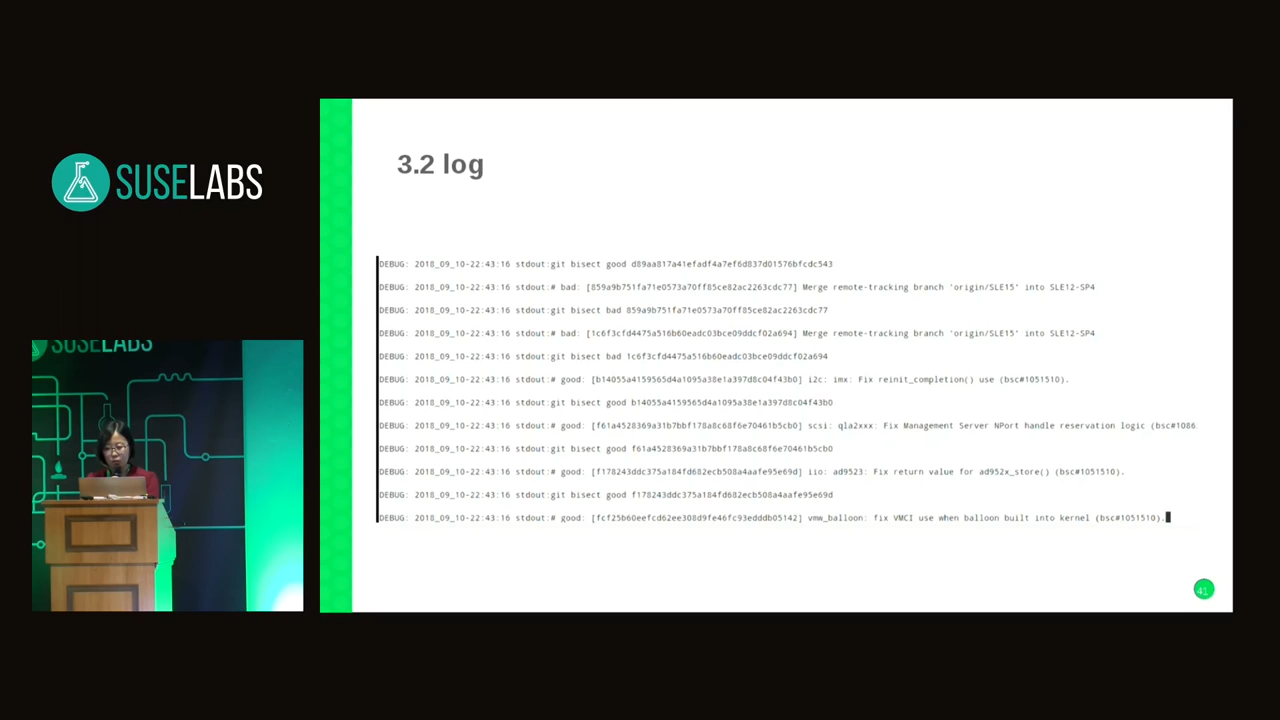 SUSELABS
SUSELABS
3.2 log
DEBUG: 2018_09_10-22:43:16 stdout:git bisect good d89aa817a41efadf4a7ef6d837d01576bfcdc543
DEBUG: 2018_09_10-22:43:16 stdout:# bad: [859a9b751fa71e0573a70ff85ce82ac2263cdc77] Merge remote-tracking branch 'origin/SLE15' into SLE12-SP4
DEBUG: 2018_09_10-22:43:16 stdout:git bisect bad 859a9b751fa71e0573a70ff85ce82ac2263cdc77
DEBUG: 2018_09_10-22:43:16 stdout:# bad: [1c6f3cfd4475a516b60eadc03bce09ddcf02a694] Merge remote-tracking branch 'origin/SLE15' into SLE12-SP4
DEBUG: 2018_09_10-22:43:16 stdout:git bisect bad 1c6f3cfd4475a516b60eadc03bce09ddcf02a694
DEBUG: 2018_09_10-22:43:16 stdout:# good: [b14055a4159565d4a1095a38e1a397d8c04f43b0] i2c: imx: Fix reinit_completion() use (bsc#1051510).
DEBUG: 2018_09_10-22:43:16 stdout:git bisect good b14055a4159565d4a1095a38e1a397d8c04f43b0
DEBUG: 2018_09_10-22:43:16 stdout:# good: [f61a4528369a31b7bbf178a8c68f6e70461b5cb0] scsi: qla2xxx: Fix Management Server NPort handle reservation logic (bsc#1086
DEBUG: 2018_09_10-22:43:16 stdout:git bisect good f61a4528369a31b7bbf178a8c68f6e70461b5cb0
DEBUG: 2018_09_10-22:43:16 stdout:# good: [f178243ddc375a184fd682ecb508a4aafe95e69d] iio: ad9523: Fix return value for ad952x_store() (bsc#1051510).
DEBUG: 2018_09_10-22:43:16 stdout:git bisect good f178243ddc375a184fd682ecb508a4aafe95e69d
DEBUG: 2018_09_10-22:43:16 stdout:# good: [fcf25b60eefcd62ee308d9fe46fc93edddb05142] vmw_balloon: fix VMCI use when balloon built into kernel (bsc#1051510).
41